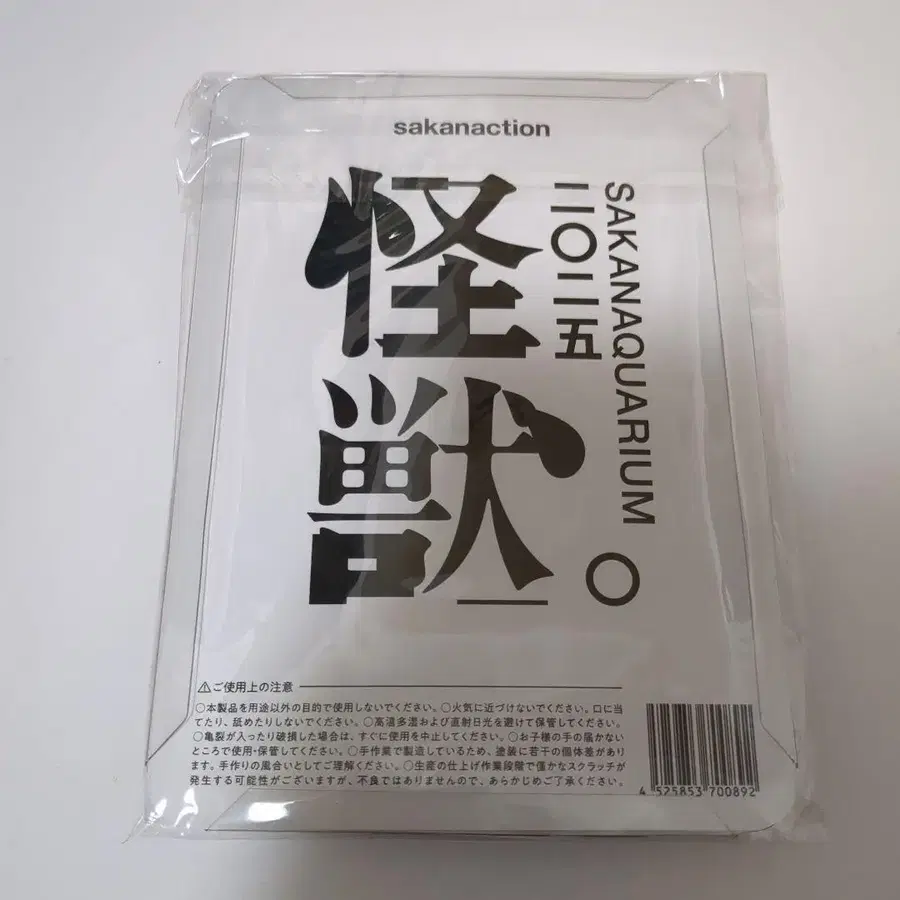 sakanaction
怪獣
SAKANAQUARIUM
二〇二五
〇
⚠ご使用上の注意
○本製品を用途以外の目的で使用しないでください。○火気に近づけないでください。口に当
てたり、舐めたりしないでください。○高温多湿および直射日光を避けて保管してください。
○亀裂が入ったり破損した場合は、すぐに使用を中止してください。○お子様の手の届かない
ところで使用・保管してください。○手作業で製造しているため、塗装に若干の個体差があり
ます。手作りの風合いとしてご理解ください。○生産の仕上げ作業段階で僅かなスクラッチが
発生する可能性がございますが、不良ではありませんので、あらかじめご了承ください。
4 525853 700892